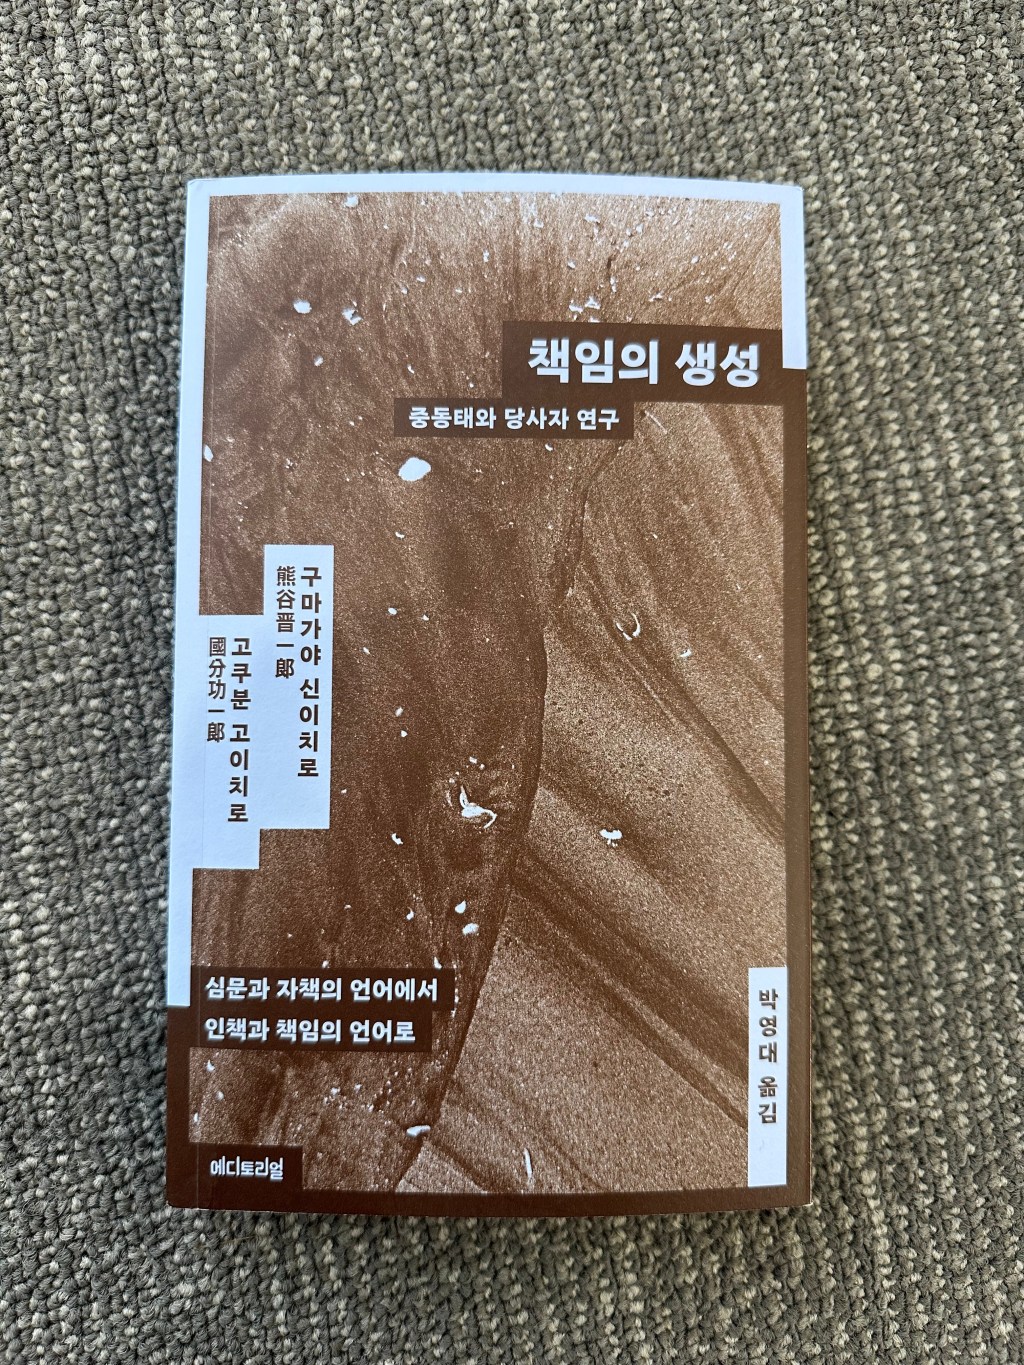 책임의 생성
중동태와 당사자 연구
구마가야 신이치로
熊谷晋一郎
고쿠분 고이치로
國分功一郎
심문과 자책의 언어에서
인책과 책임의 언어로
박영대 옮김
에디토리얼